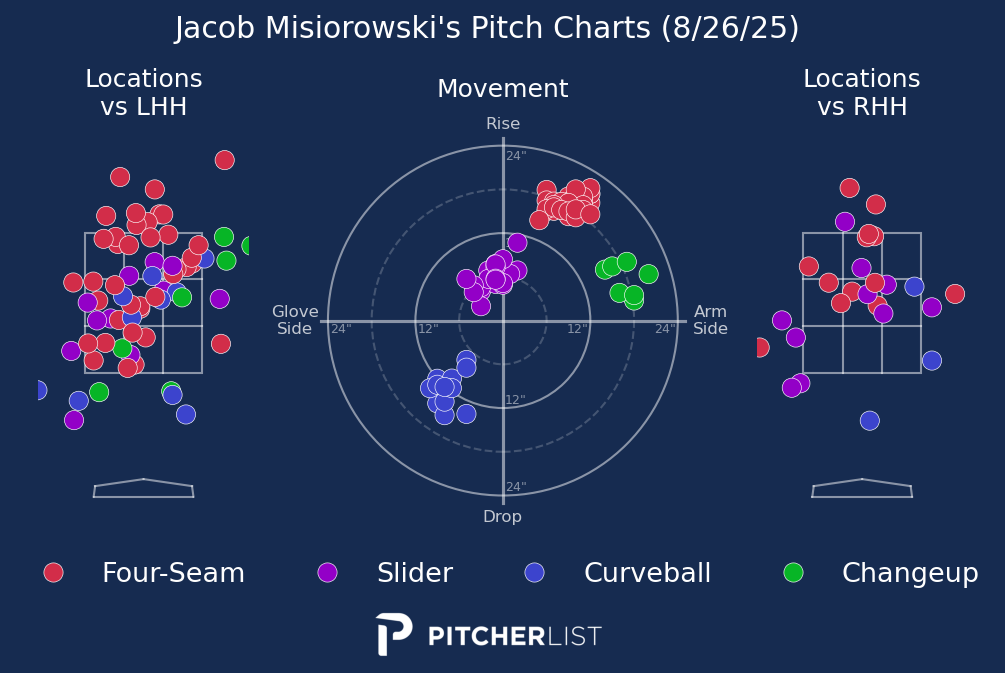 Jacob Misiorowski's Pitch Charts (8/26/25)
Locations
vs LHH
Movement
Locations
vs RHH
Rise
24"
Glove
Side
24"
12"
12"
24"
Arm
Side
12"
24"
Drop
Four-Seam
Slider
Curveball
Changeup
PITCHERLIST